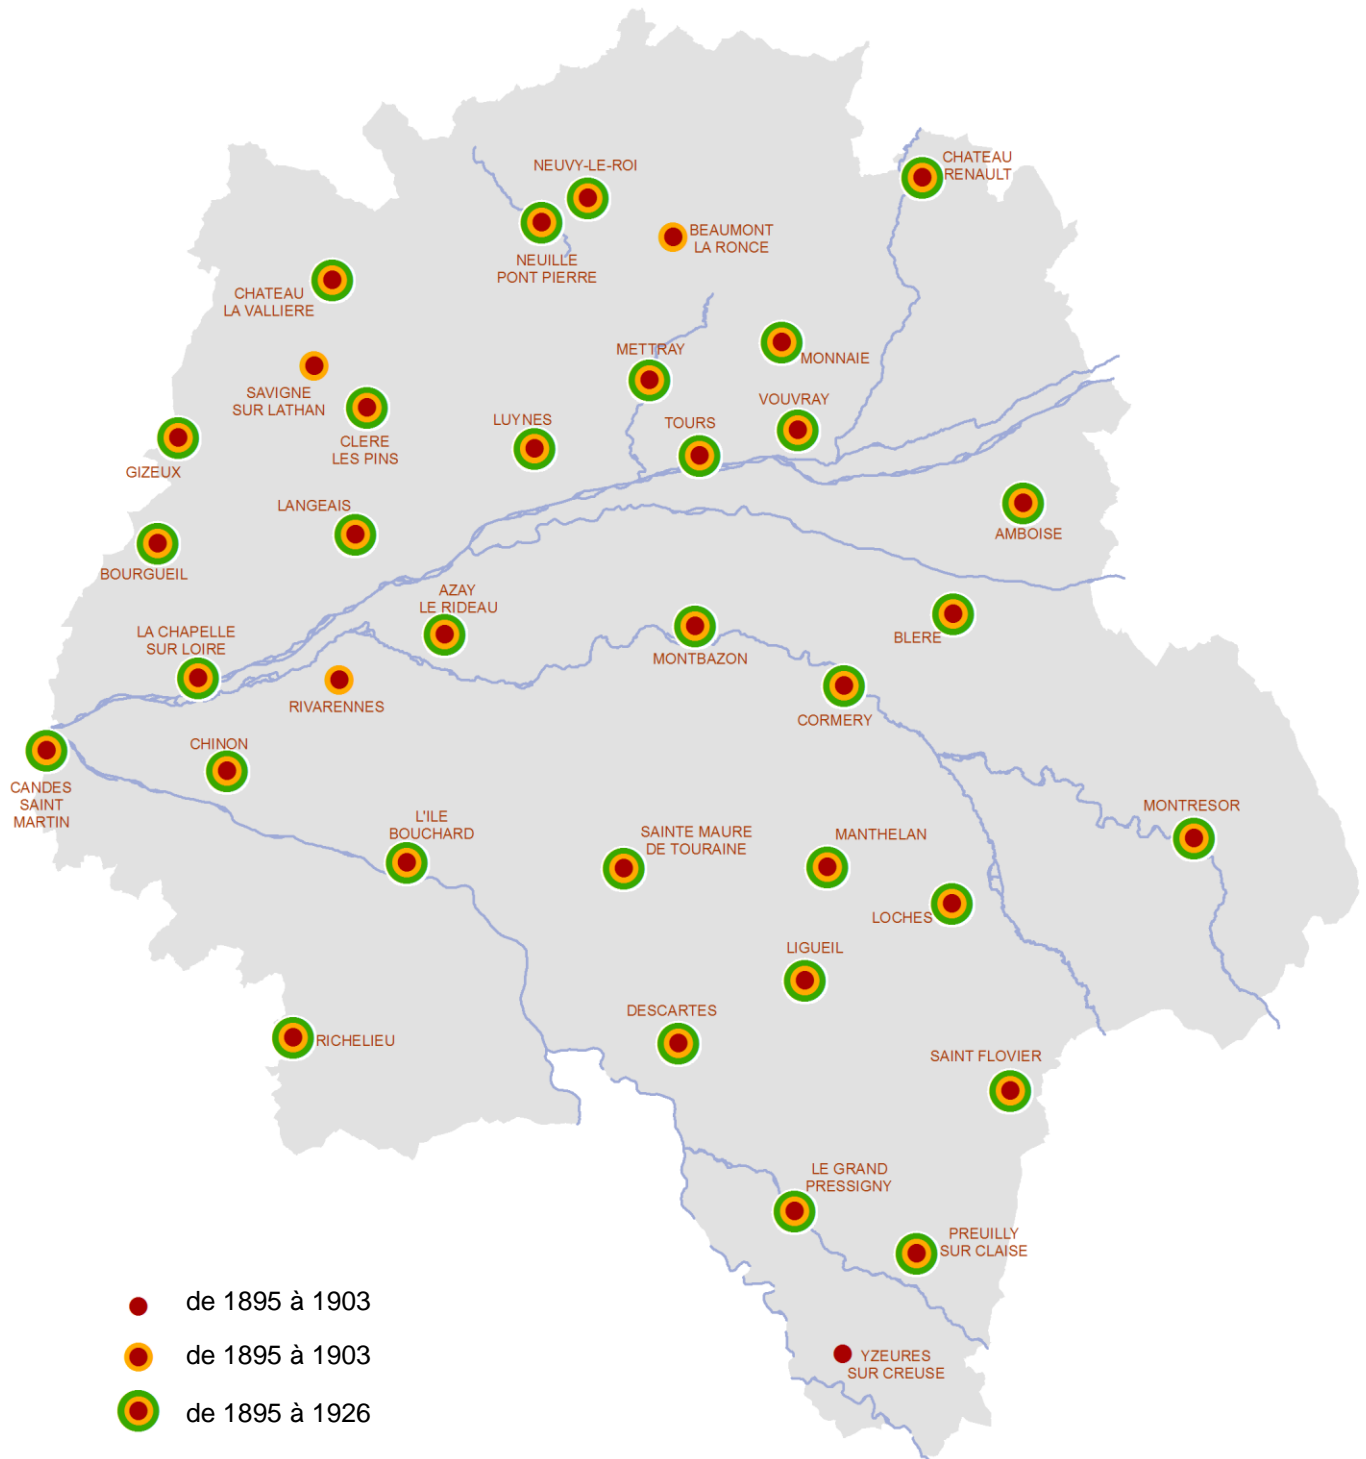 NEUVY-LE-ROI
CHATEAU
RENAULT
BEAUMONT
LA RONCE
NEUILLE
PONT PIERRE
CHATEAU
LA VALLIERE
METTRAY
MONNAIE
SAVIGNE
SUR LATHAN
VOUVRAY
LUYNES
TOURS
CLERE
LES PINS
GIZEUX
LANGEAIS
AMBOISE
BOURGUEIL
AZAY
LE RIDEAU
LA CHAPELLE
SUR LOIRE
BLERE
MONTBAZON
RIVARENNES
CORMERY
CHINON
CANDES
SAINT
MARTIN
MONTRESOR
L'ILE
BOUCHARD
SAINTE MAURE
DE TOURAINE
MANTHELAN
LOCHES
LIGUEIL
DESCARTES
RICHELIEU
SAINT FLOVIER
LE GRAND
PRESSIGNY
PREUILLY
SUR CLAISE
YZEURES
SUR CREUSE
de 1895 à 1903
de 1895 à 1903
de 1895 à 1926